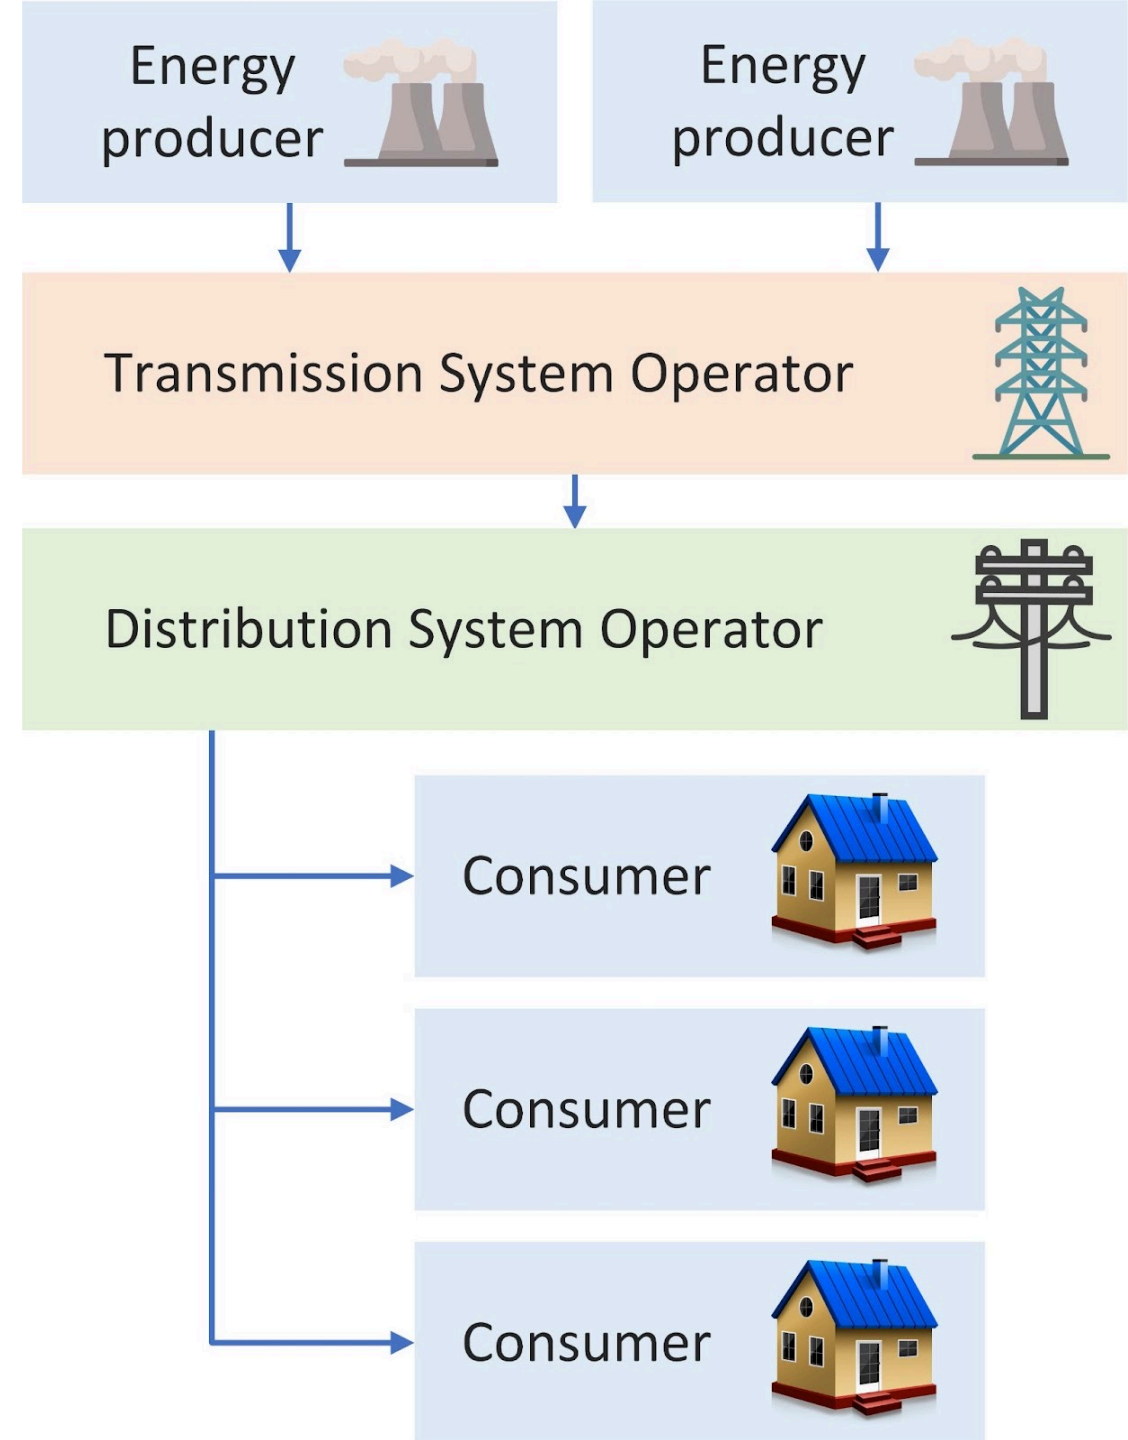 Energy
producer
Energy
producer
Transmission System Operator
Distribution System Operator
Consumer
Consumer
Consumer